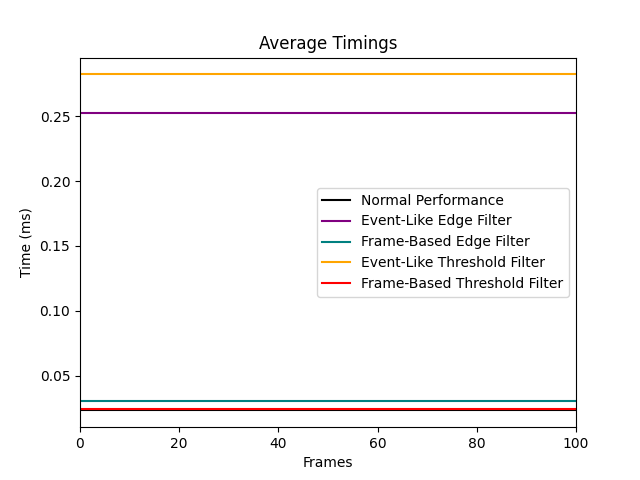 Average Timings
0.25
0.20
0.15
0.10
0.05
Time (ms)
Normal Performance
Event-Like Edge Filter
Frame-Based Edge Filter
Event-Like Threshold Filter
Frame-Based Threshold Filter
0 20 40 60 80 100
Frames